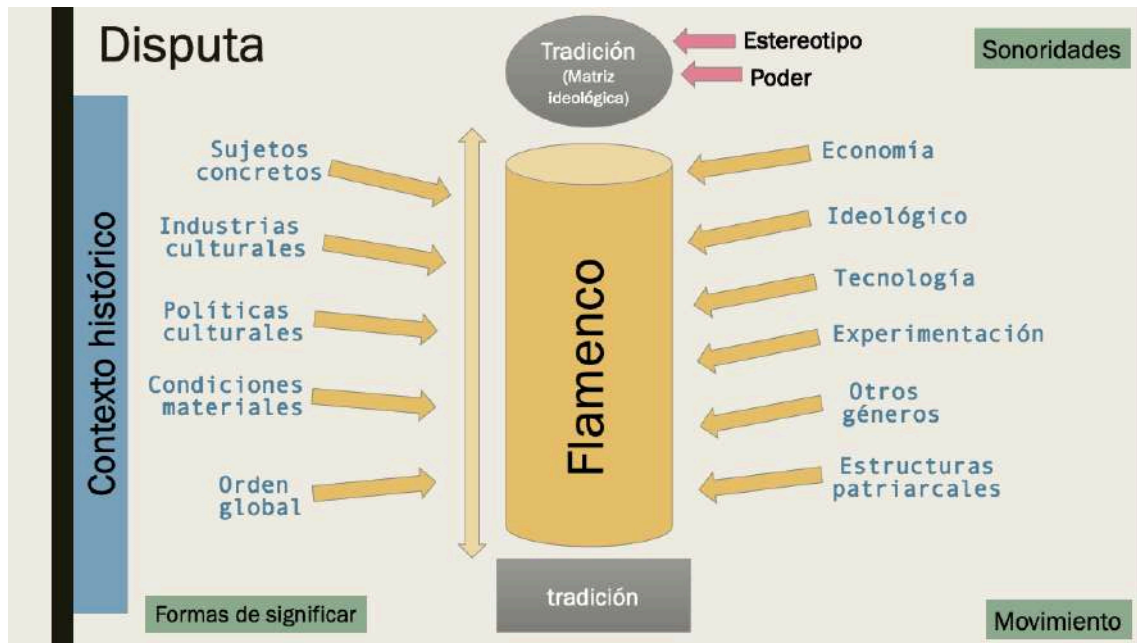 Disputa
Tradición
(Matriz
ideológica)
Estereotipo
Poder
Sonoridades
Contexto histórico
Sujetos
concretos
Industrias
culturales
Políticas
culturales
Condiciones
materiales
Orden
global
Flamenco
Economía
Ideológico
Tecnología
Experimentación
Otros
géneros
Estructuras
patriarcales
tradición
Formas de significar
Movimiento